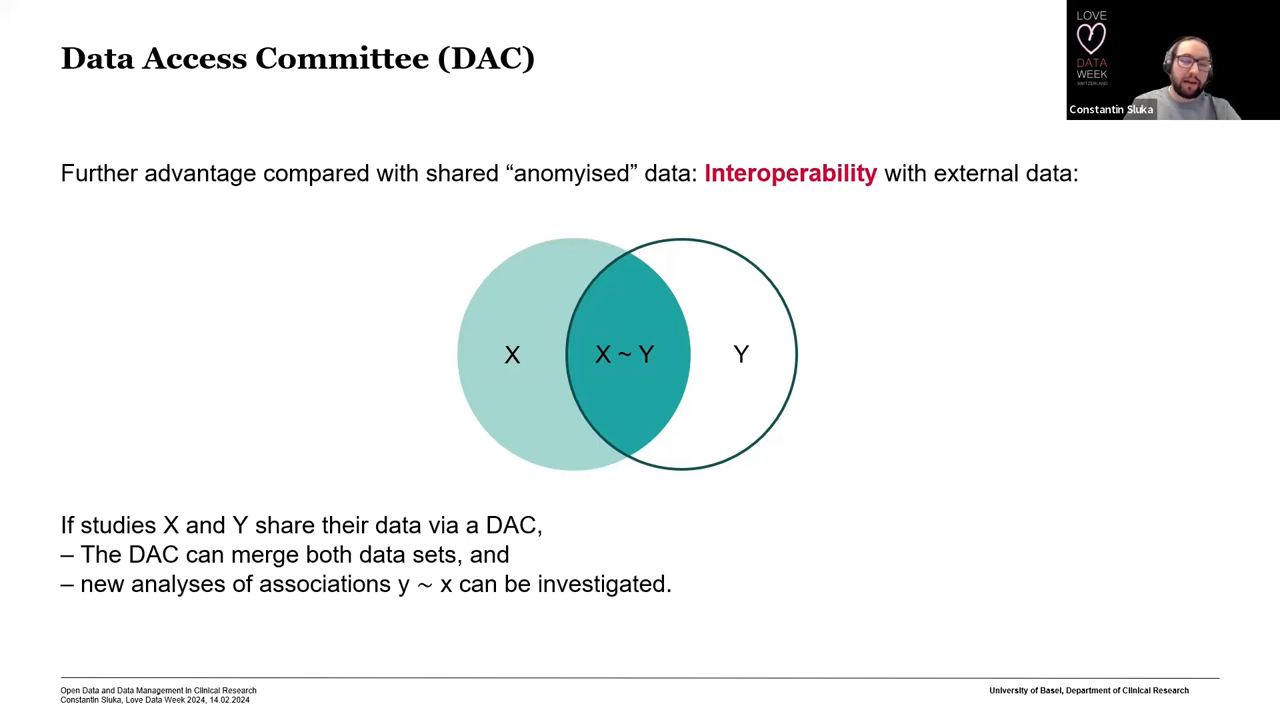 Data Access Committee (DAC)
LOVE
DATA
WEEK
SWITZERLAND
Constantin Sluka
Further advantage compared with shared “anomyised” data: Interoperability with external data:
X
X ~ Y
Y
If studies X and Y share their data via a DAC,
– The DAC can merge both data sets, and
– new analyses of associations y ~ x can be investigated.
Open Data and Data Management in Clinical Research
Constantin Sluka, Love Data Week 2024, 14.02.2024
University of Basel, Department of Clinical Research